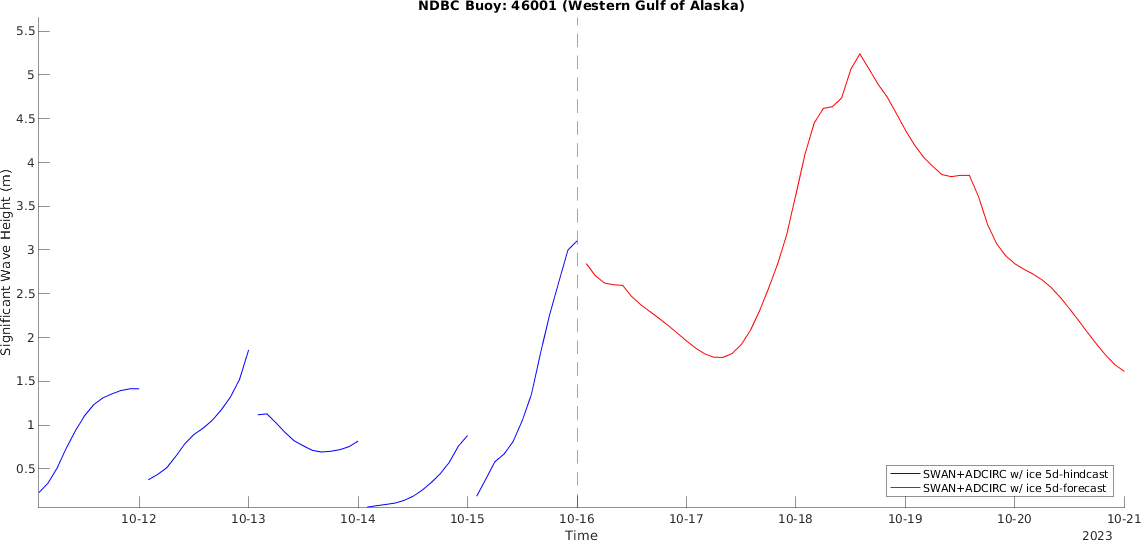 NDBC Buoy: 46001 (Western Gulf of Alaska)
5.5
5
4.5
4
3.5
3
2.5
2
1.5
1
0.5
Significant Wave Height (m)
SWAN+ADCIRC w/ ice 5d-hindcast
SWAN+ADCIRC w/ ice 5d-forecast
10-12 10-13 10-14 10-15 10-16 10-17 10-18 10-19 10-20 10-21
Time
2023